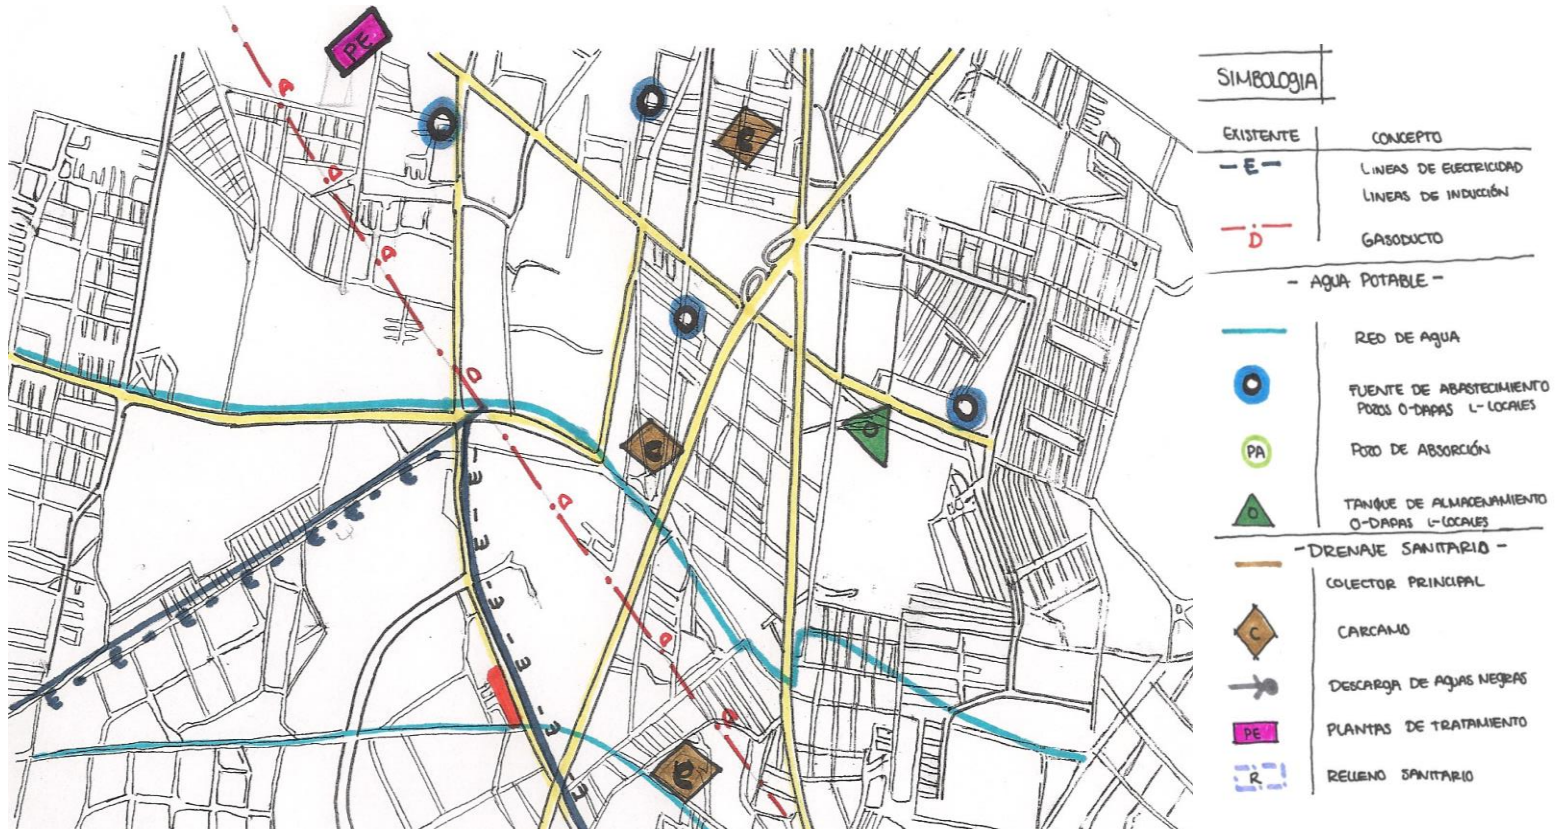 SIMBOLOGIA
EXISTENTE CONCEPTO
E LINEAS DE ELECTRICIDAD
LINEAS DE INDUCCIÓN
D GASODUCTO
- AGUA POTABLE -
RED DE AGUA
FUENTE DE ABASTECIMIENTO
POZOS O-DAPAS L-LOCALES
PA POZO DE ABSORCIÓN
O TANQUE DE ALMACENAMIENTO
O-DAPAS L-LOCALES
- DRENAJE SANITARIO -
COLECTOR PRINCIPAL
C CARCAMO
DESCARGA DE AGUAS NEGRAS
PE PLANTAS DE TRATAMIENTO
R RELLENO SANITARIO
PE
D
D
D
D
D
D
D
C
C
C
O
E
E
E
E
E
E
E
E
E
E
E
E
E